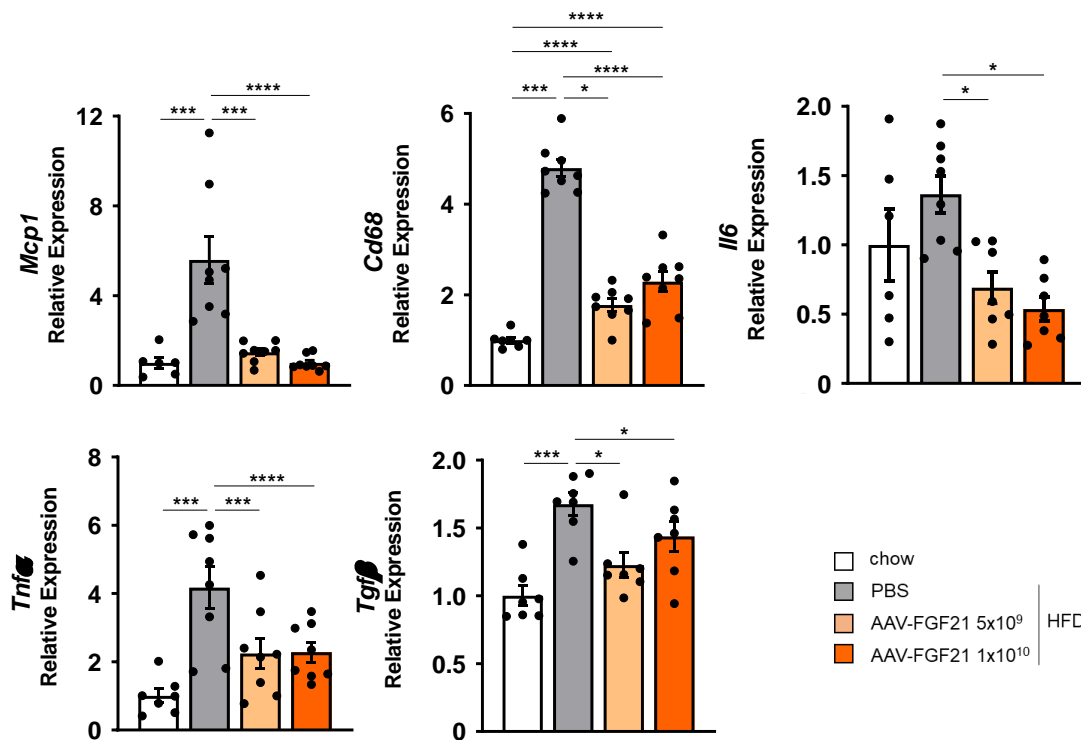 ****
****
**** ****
*** *** *** *
*
*
Mcp1
Relative Expression
12
8
4
0
Cd68
Relative Expression
6
4
2
0
Il6
Relative Expression
2.0
1.5
1.0
0.5
0
****
*** ***
Tnfα
Relative Expression
8
6
4
2
0
*
*** *
Tgfβ
Relative Expression
2.0
1.5
1.0
0.5
0
chow
PBS
AAV-FGF21 5x10⁹
AAV-FGF21 1x10¹⁰
HFD